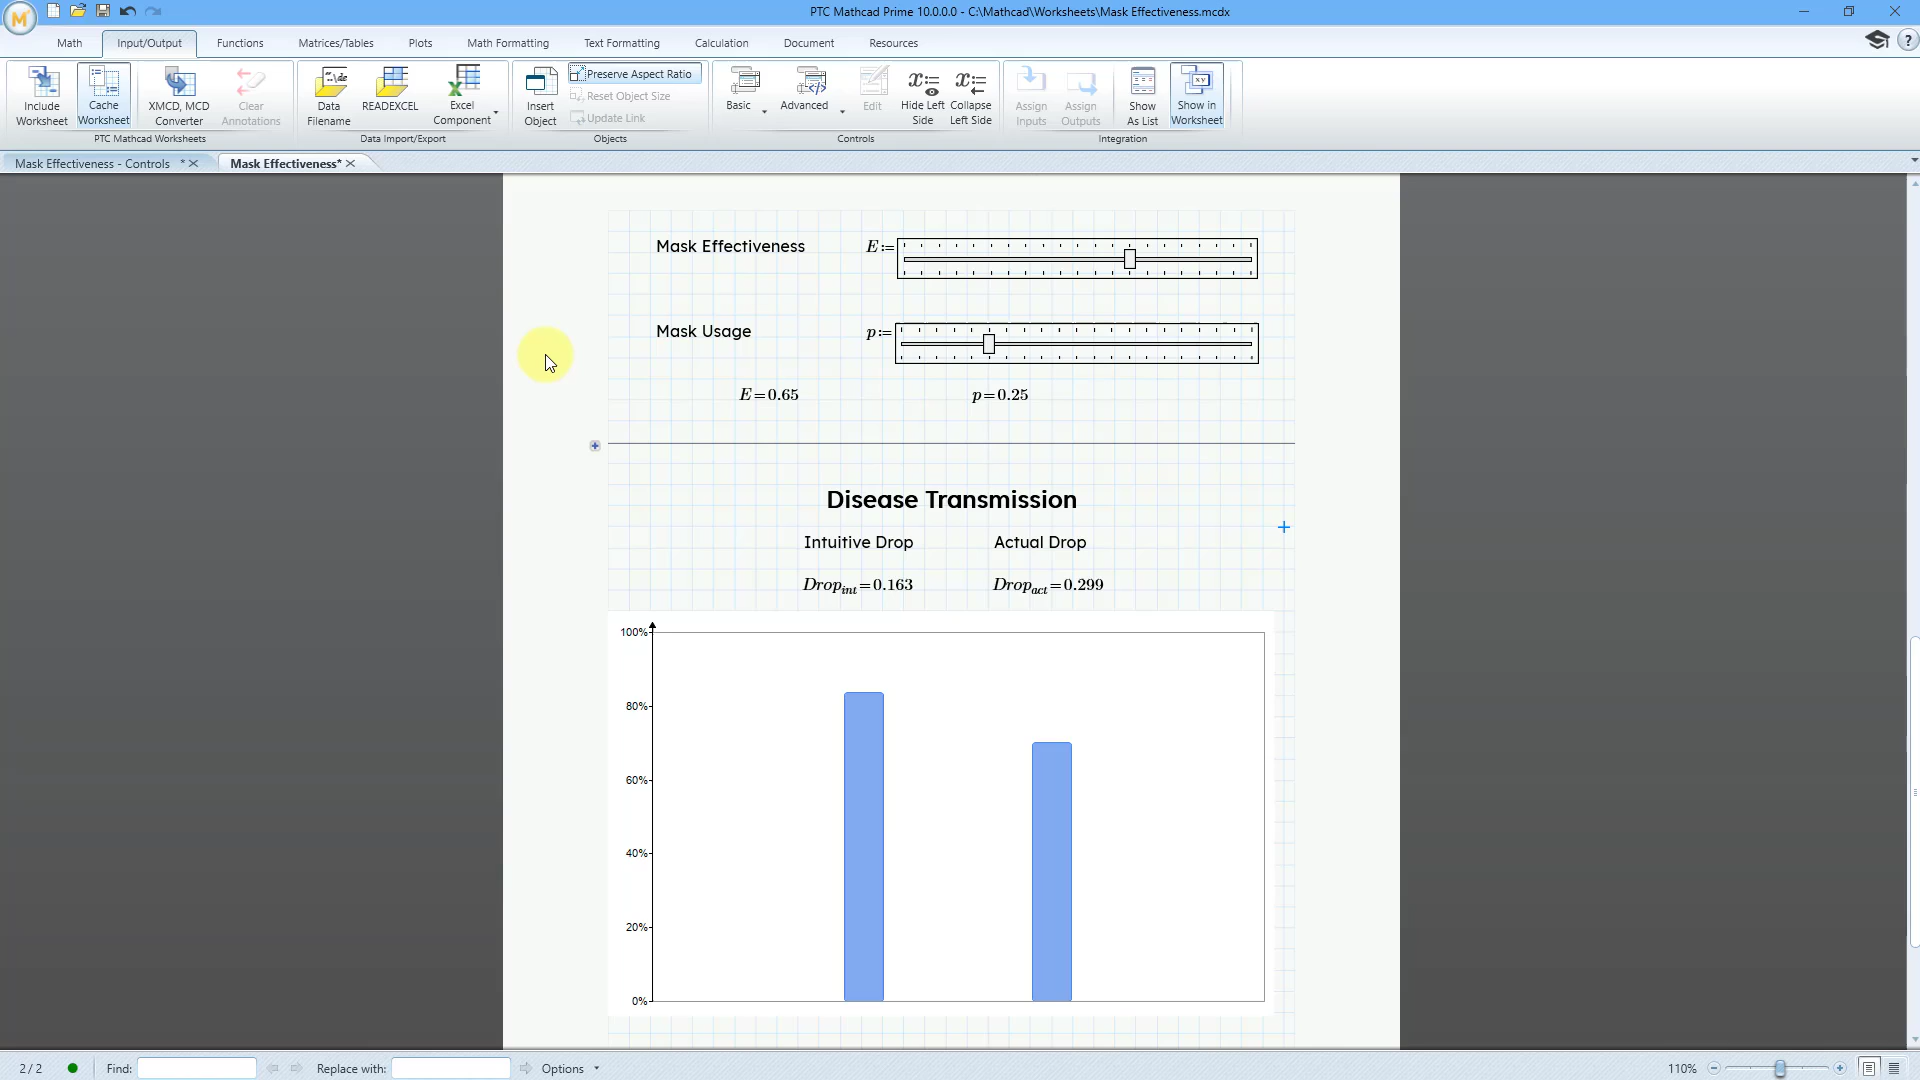 PTC Mathcad Prime 10.0.0.0 - C:\Mathcad\Worksheets\Mask Effectiveness.mcdx
Math Input/Output Functions Matrices/Tables Plots Math Formatting Text Formatting Calculation Document Resources
Include Worksheet
Cache Worksheet
XMCD, MCD Converter
Clear Annotations
PTC Mathcad Worksheets
Data Filename
READEXCEL
Excel Component
Data Import/Export
Insert Object
Preserve Aspect Ratio
Reset Object Size
Update Link
Objects
Basic
Advanced
Edit
Hide Left Side
Collapse Left Side
Controls
Assign Inputs
Assign Outputs
Show As List
Show in Worksheet
Integration
Mask Effectiveness - Controls *
Mask Effectiveness*
Mask Effectiveness E:=
Mask Usage p:=
E=0.65 p=0.25
Disease Transmission
Intuitive Drop Actual Drop
Drop int=0.163 Drop act=0.299
100%
80%
60%
40%
20%
0%
2 / 2 Find: Replace with: Options 110%